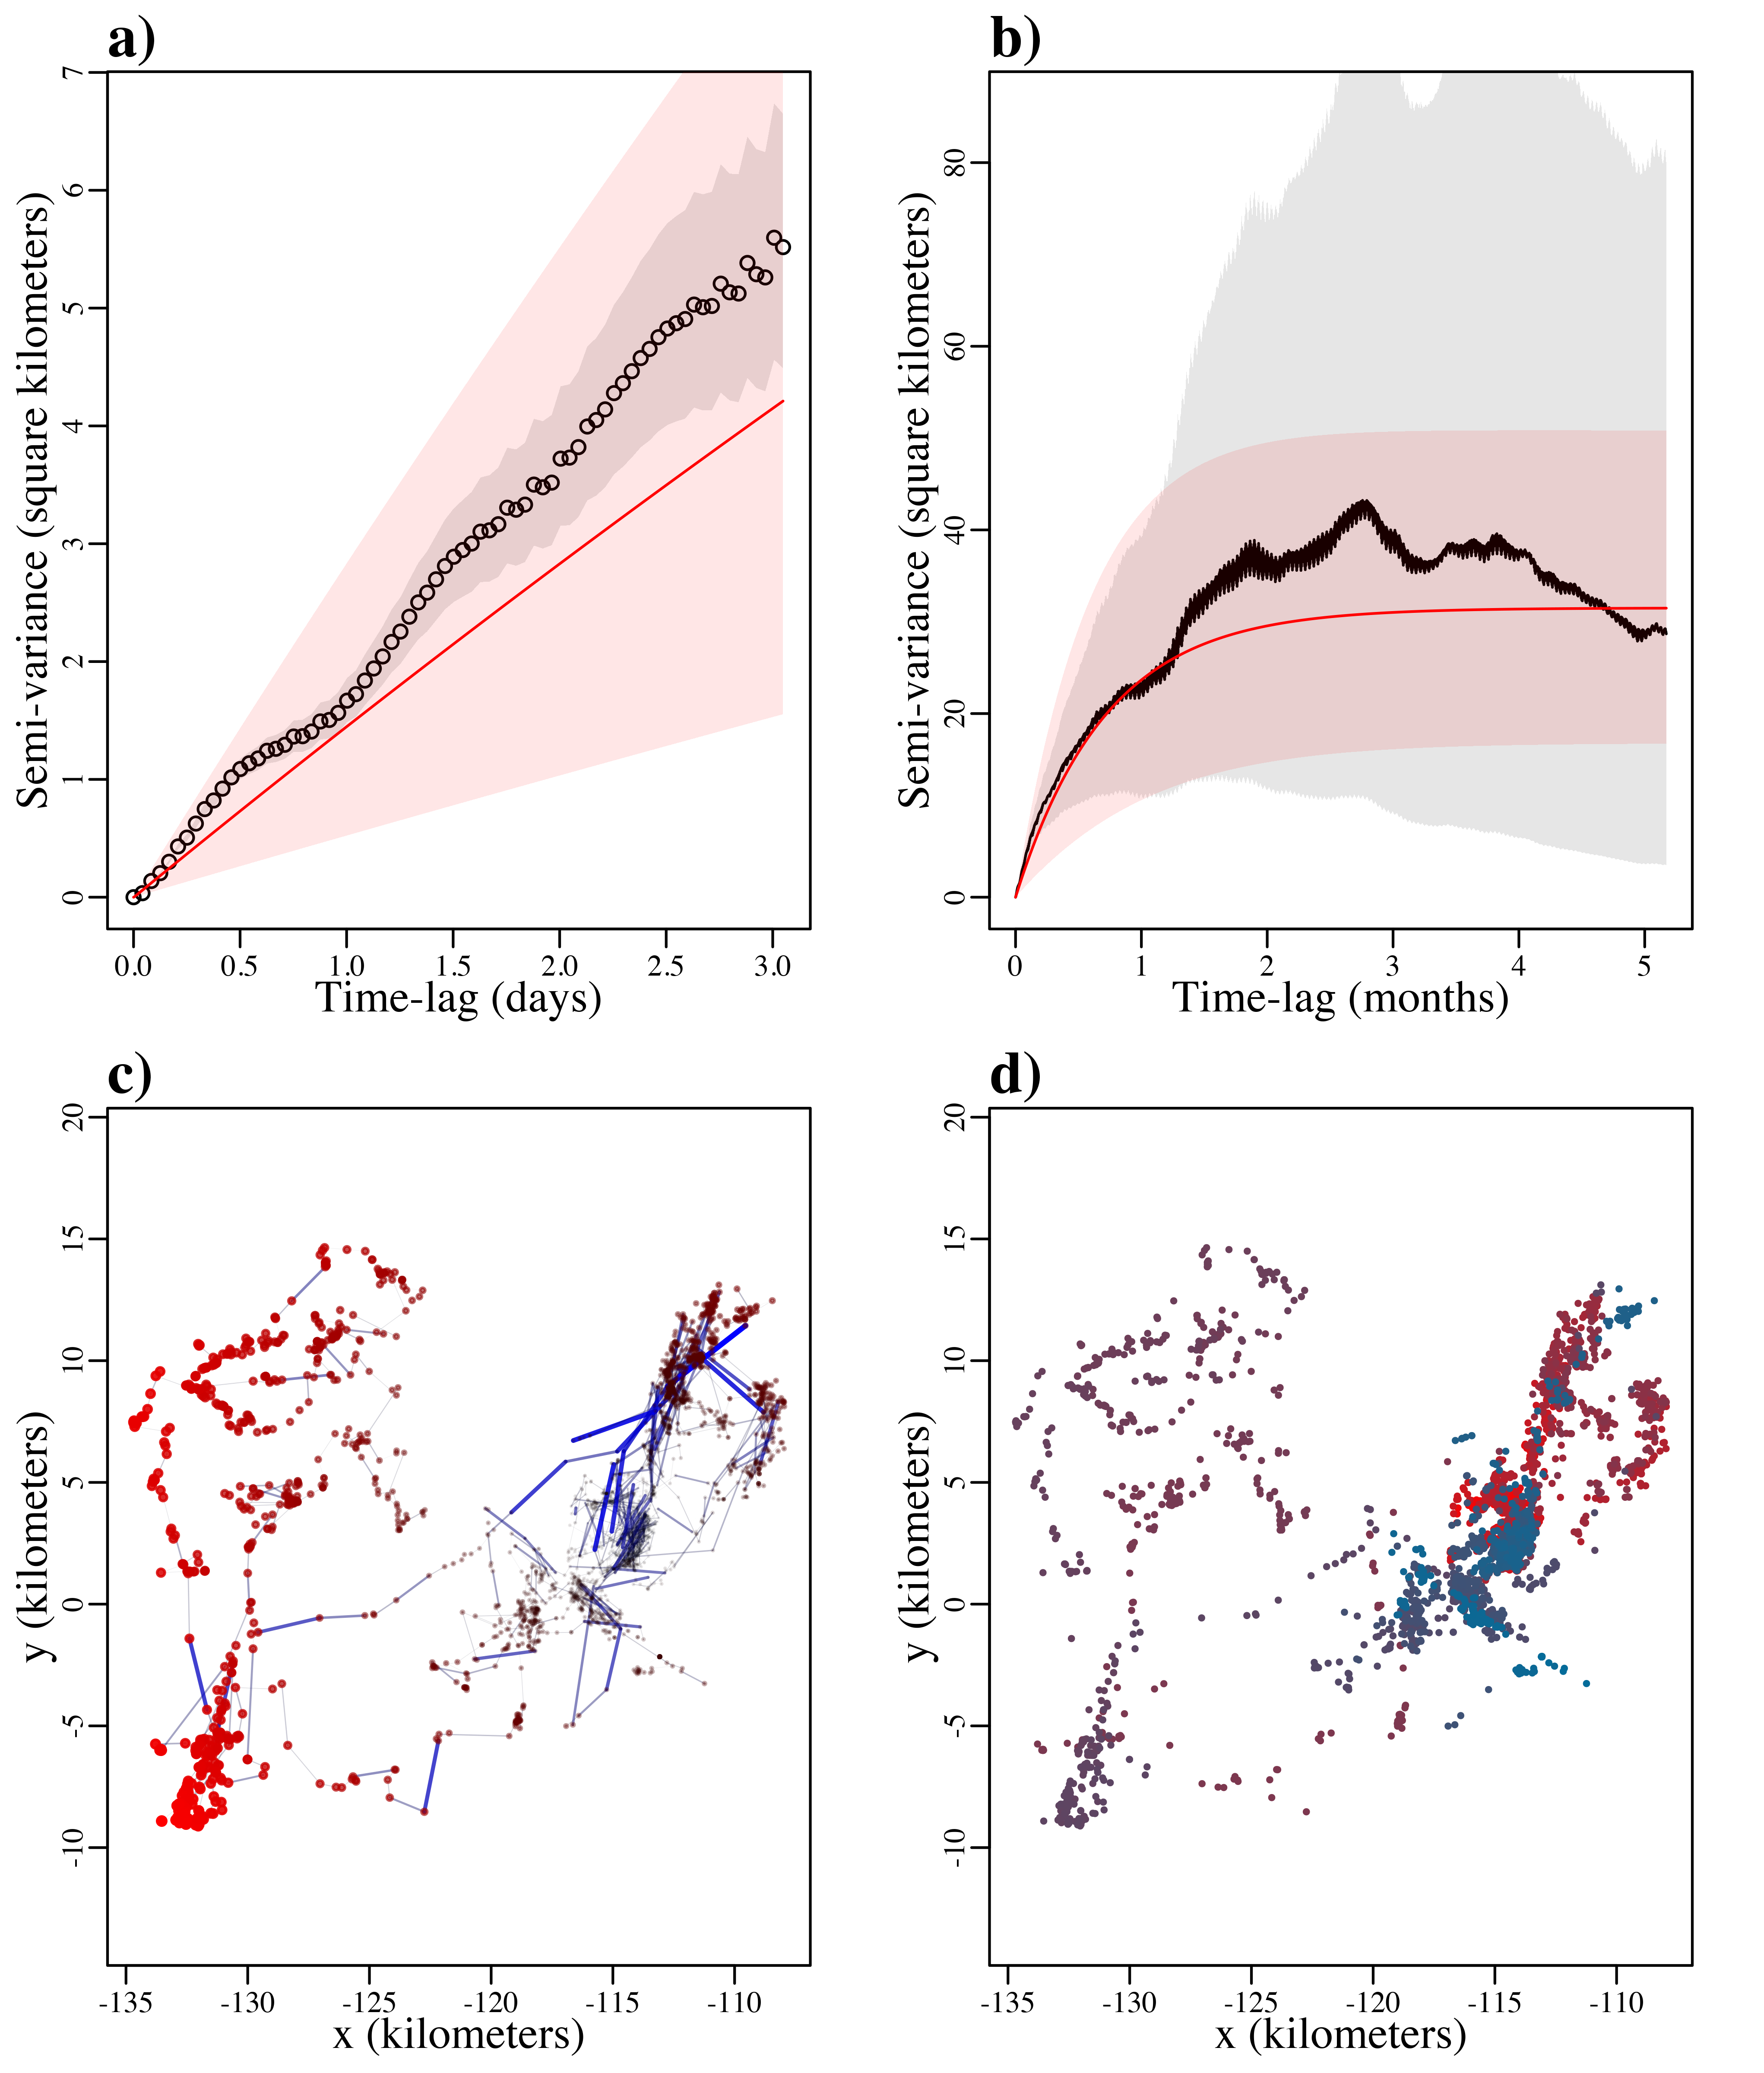 a)
Semi-variance (square kilometers)
7
6
5
4
3
2
1
0
0.0 0.5 1.0 1.5 2.0 2.5 3.0
Time-lag (days)
b)
Semi-variance (square kilometers)
80
60
40
20
0
0 1 2 3 4 5
Time-lag (months)
c)
y (kilometers)
20
15
10
5
0
-5
-10
-135 -130 -125 -120 -115 -110
x (kilometers)
d)
y (kilometers)
20
15
10
5
0
-5
-10
-135 -130 -125 -120 -115 -110
x (kilometers)